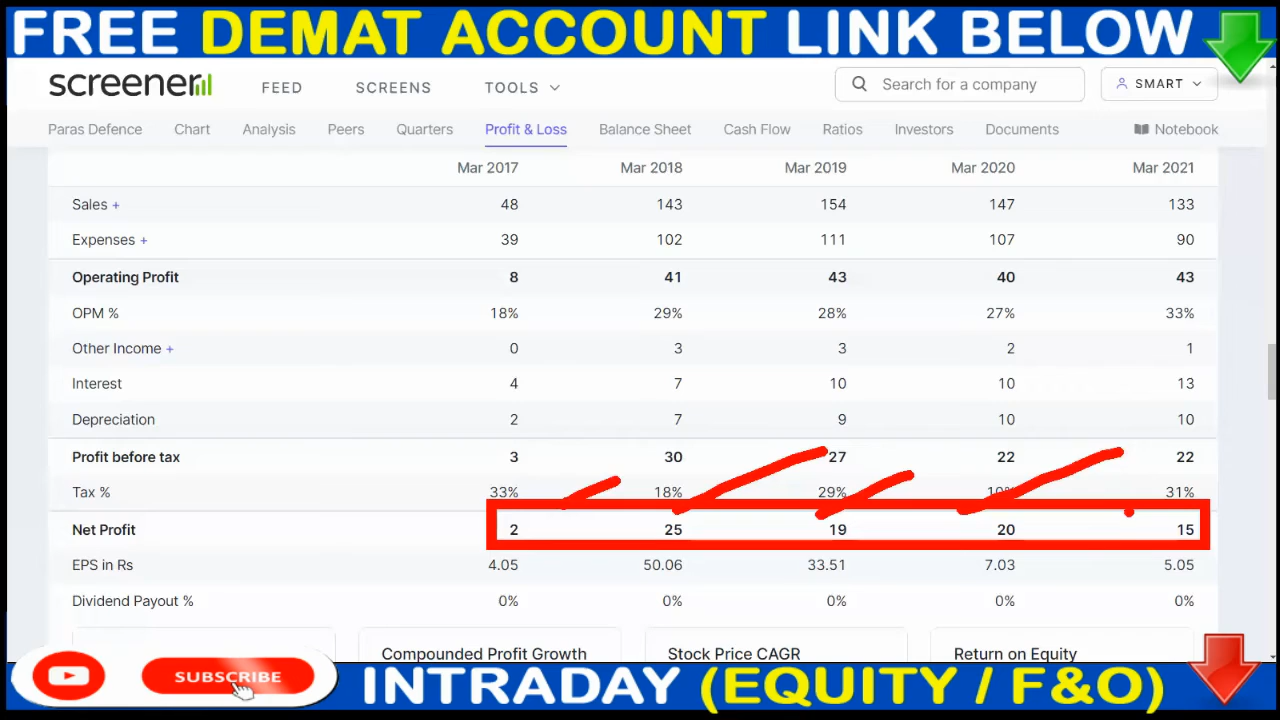 FREE DEMAT ACCOUNT LINK BELOW
screener FEED SCREENS TOOLS Search for a company SMART
Paras Defence Chart Analysis Peers Quarters Profit & Loss Balance Sheet Cash Flow Ratios Investors Documents Notebook
Mar 2017 Mar 2018 Mar 2019 Mar 2020 Mar 2021
Sales + 48 143 154 147 133
Expenses + 39 102 111 107 90
Operating Profit 8 41 43 40 43
OPM % 18% 29% 28% 27% 33%
Other Income + 0 3 3 2 1
Interest 4 7 10 10 13
Depreciation 2 7 9 10 10
Profit before tax 3 30 27 22 22
Tax % 33% 18% 29% 10% 31%
Net Profit 2 25 19 20 15
EPS in Rs 4.05 50.06 33.51 7.03 5.05
Dividend Payout % 0% 0% 0% 0% 0%
Compounded Profit Growth Stock Price CAGR Return on Equity
SUBSCRIBE INTRADAY (EQUITY / F&O)